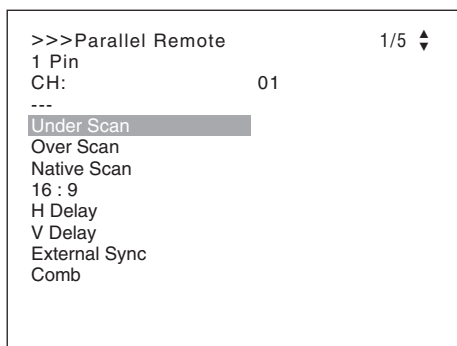 >>>Parallel Remote 1/5
1 Pin
CH: 01
---
Under Scan
Over Scan
Native Scan
16 : 9
H Delay
V Delay
External Sync
Comb